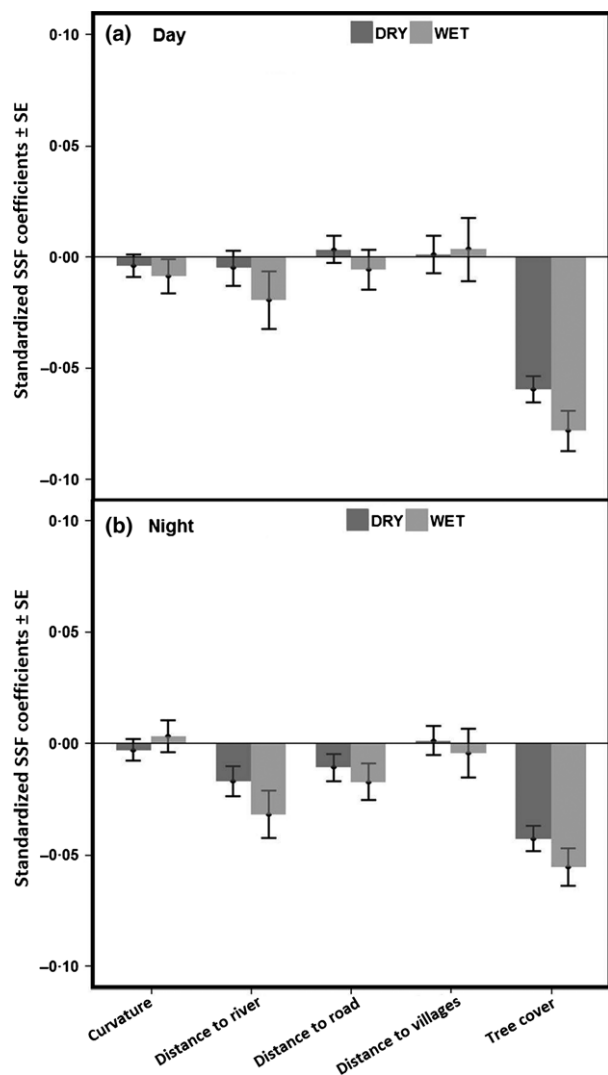 (a) Day
DRY WET
0·10
0·05
0·00
–0·05
–0·10
Standardized SSF coefficients ± SE
(b) Night
DRY WET
0·10
0·05
0·00
–0·05
–0·10
Standardized SSF coefficients ± SE
Curvature
Distance to river
Distance to road
Distance to villages
Tree cover